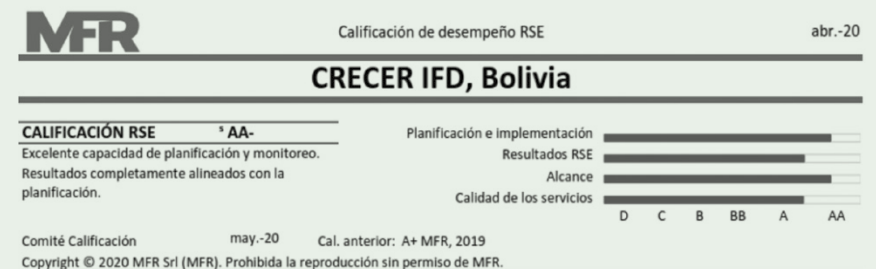 MFR
Calificación de desempeño RSE
abr.-20
CRECER IFD, Bolivia
CALIFICACIÓN RSE s AA-
Excelente capacidad de planificación y monitoreo.
Resultados completamente alineados con la
planificación.
Planificación e implementación
Resultados RSE
Alcance
Calidad de los servicios
D C B BB A AA
Comité Calificación may.-20 Cal. anterior: A+ MFR, 2019
Copyright © 2020 MFR Srl (MFR). Prohibida la reproducción sin permiso de MFR.